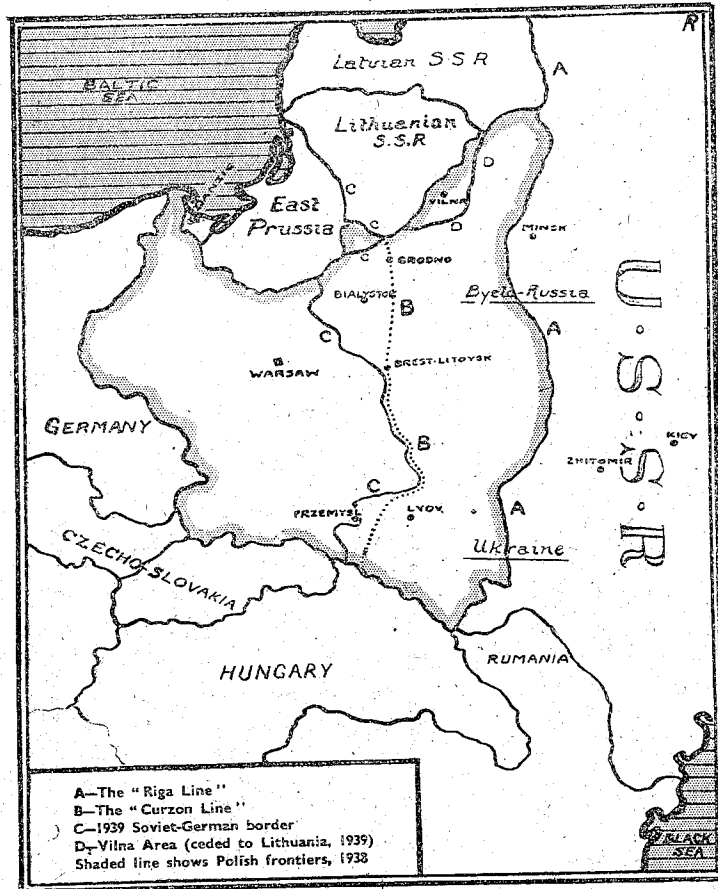 R
Latvian S S R
A
BALTIC
SEA
Lithuanian
S.S.R
D
A
C
VILNA
DANZIG
East
Prussia
C
D
MINSK
C
GRODNO
BIALYSTOK
B
Byelo-Russia
A
C
WARSAW
BREST-LITOVSK
U.S.S.R
GERMANY
B
KIEV
ZHITOMIR
C
A
PRZEMYSL
LVOV
CZECHO-SLOVAKIA
Ukraine
HUNGARY
RUMANIA
A—The "Riga Line"
B—The "Curzon Line"
C—1939 Soviet-German border
D—Vilna Area (ceded to Lithuania, 1939)
Shaded line shows Polish frontiers, 1938
BLACK
SEA